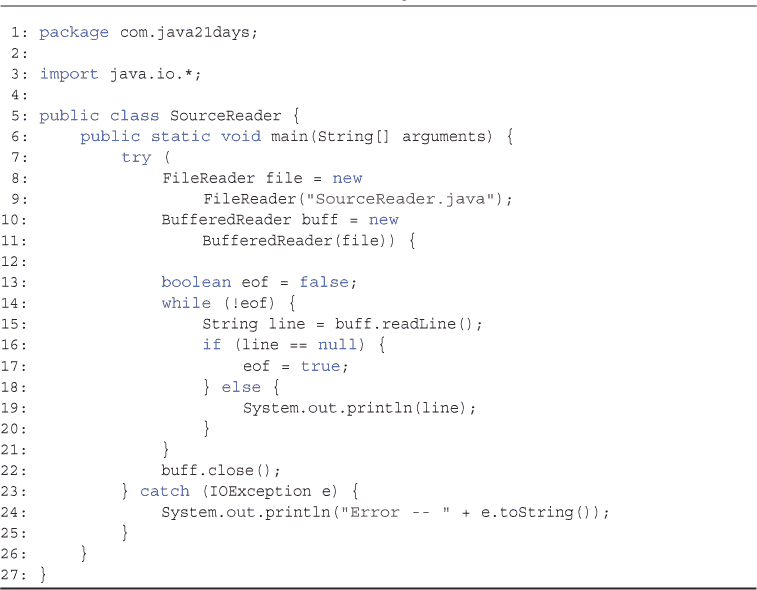 1: package com.java21days;
2:
3: import java.io.*;
4:
5: public class SourceReader {
6:     public static void main(String[] arguments) {
7:         try (
8:             FileReader file = new
9:                 FileReader("SourceReader.java");
10:             BufferedReader buff = new
11:                 BufferedReader(file)) {
12:
13:             boolean eof = false;
14:             while (!eof) {
15:                 String line = buff.readLine();
16:                 if (line == null) {
17:                     eof = true;
18:                 } else {
19:                     System.out.println(line);
20:                 }
21:             }
22:             buff.close();
23:         } catch (IOException e) {
24:             System.out.println("Error -- " + e.toString());
25:         }
26:     }
27: }